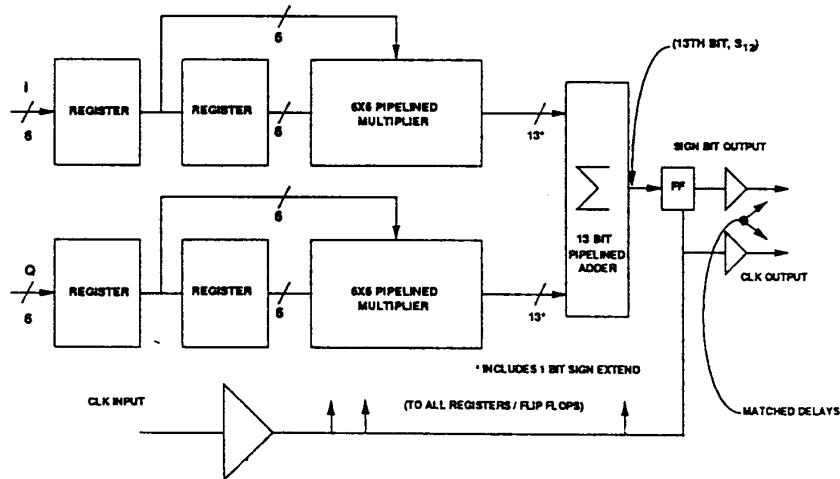 6
(13TH BIT, S12)
I
REGISTER
REGISTER
6X6 PIPELINED
MULTIPLIER
6
6
13*
SIGN BIT OUTPUT
6
Σ
FF
Q
REGISTER
REGISTER
6X6 PIPELINED
MULTIPLIER
13 BIT
PIPELINED
ADDER
CLK OUTPUT
6
6
13*
* INCLUDES 1 BIT SIGN EXTEND
CLK INPUT
(TO ALL REGISTERS / FLIP FLOPS)
MATCHED DELAYS